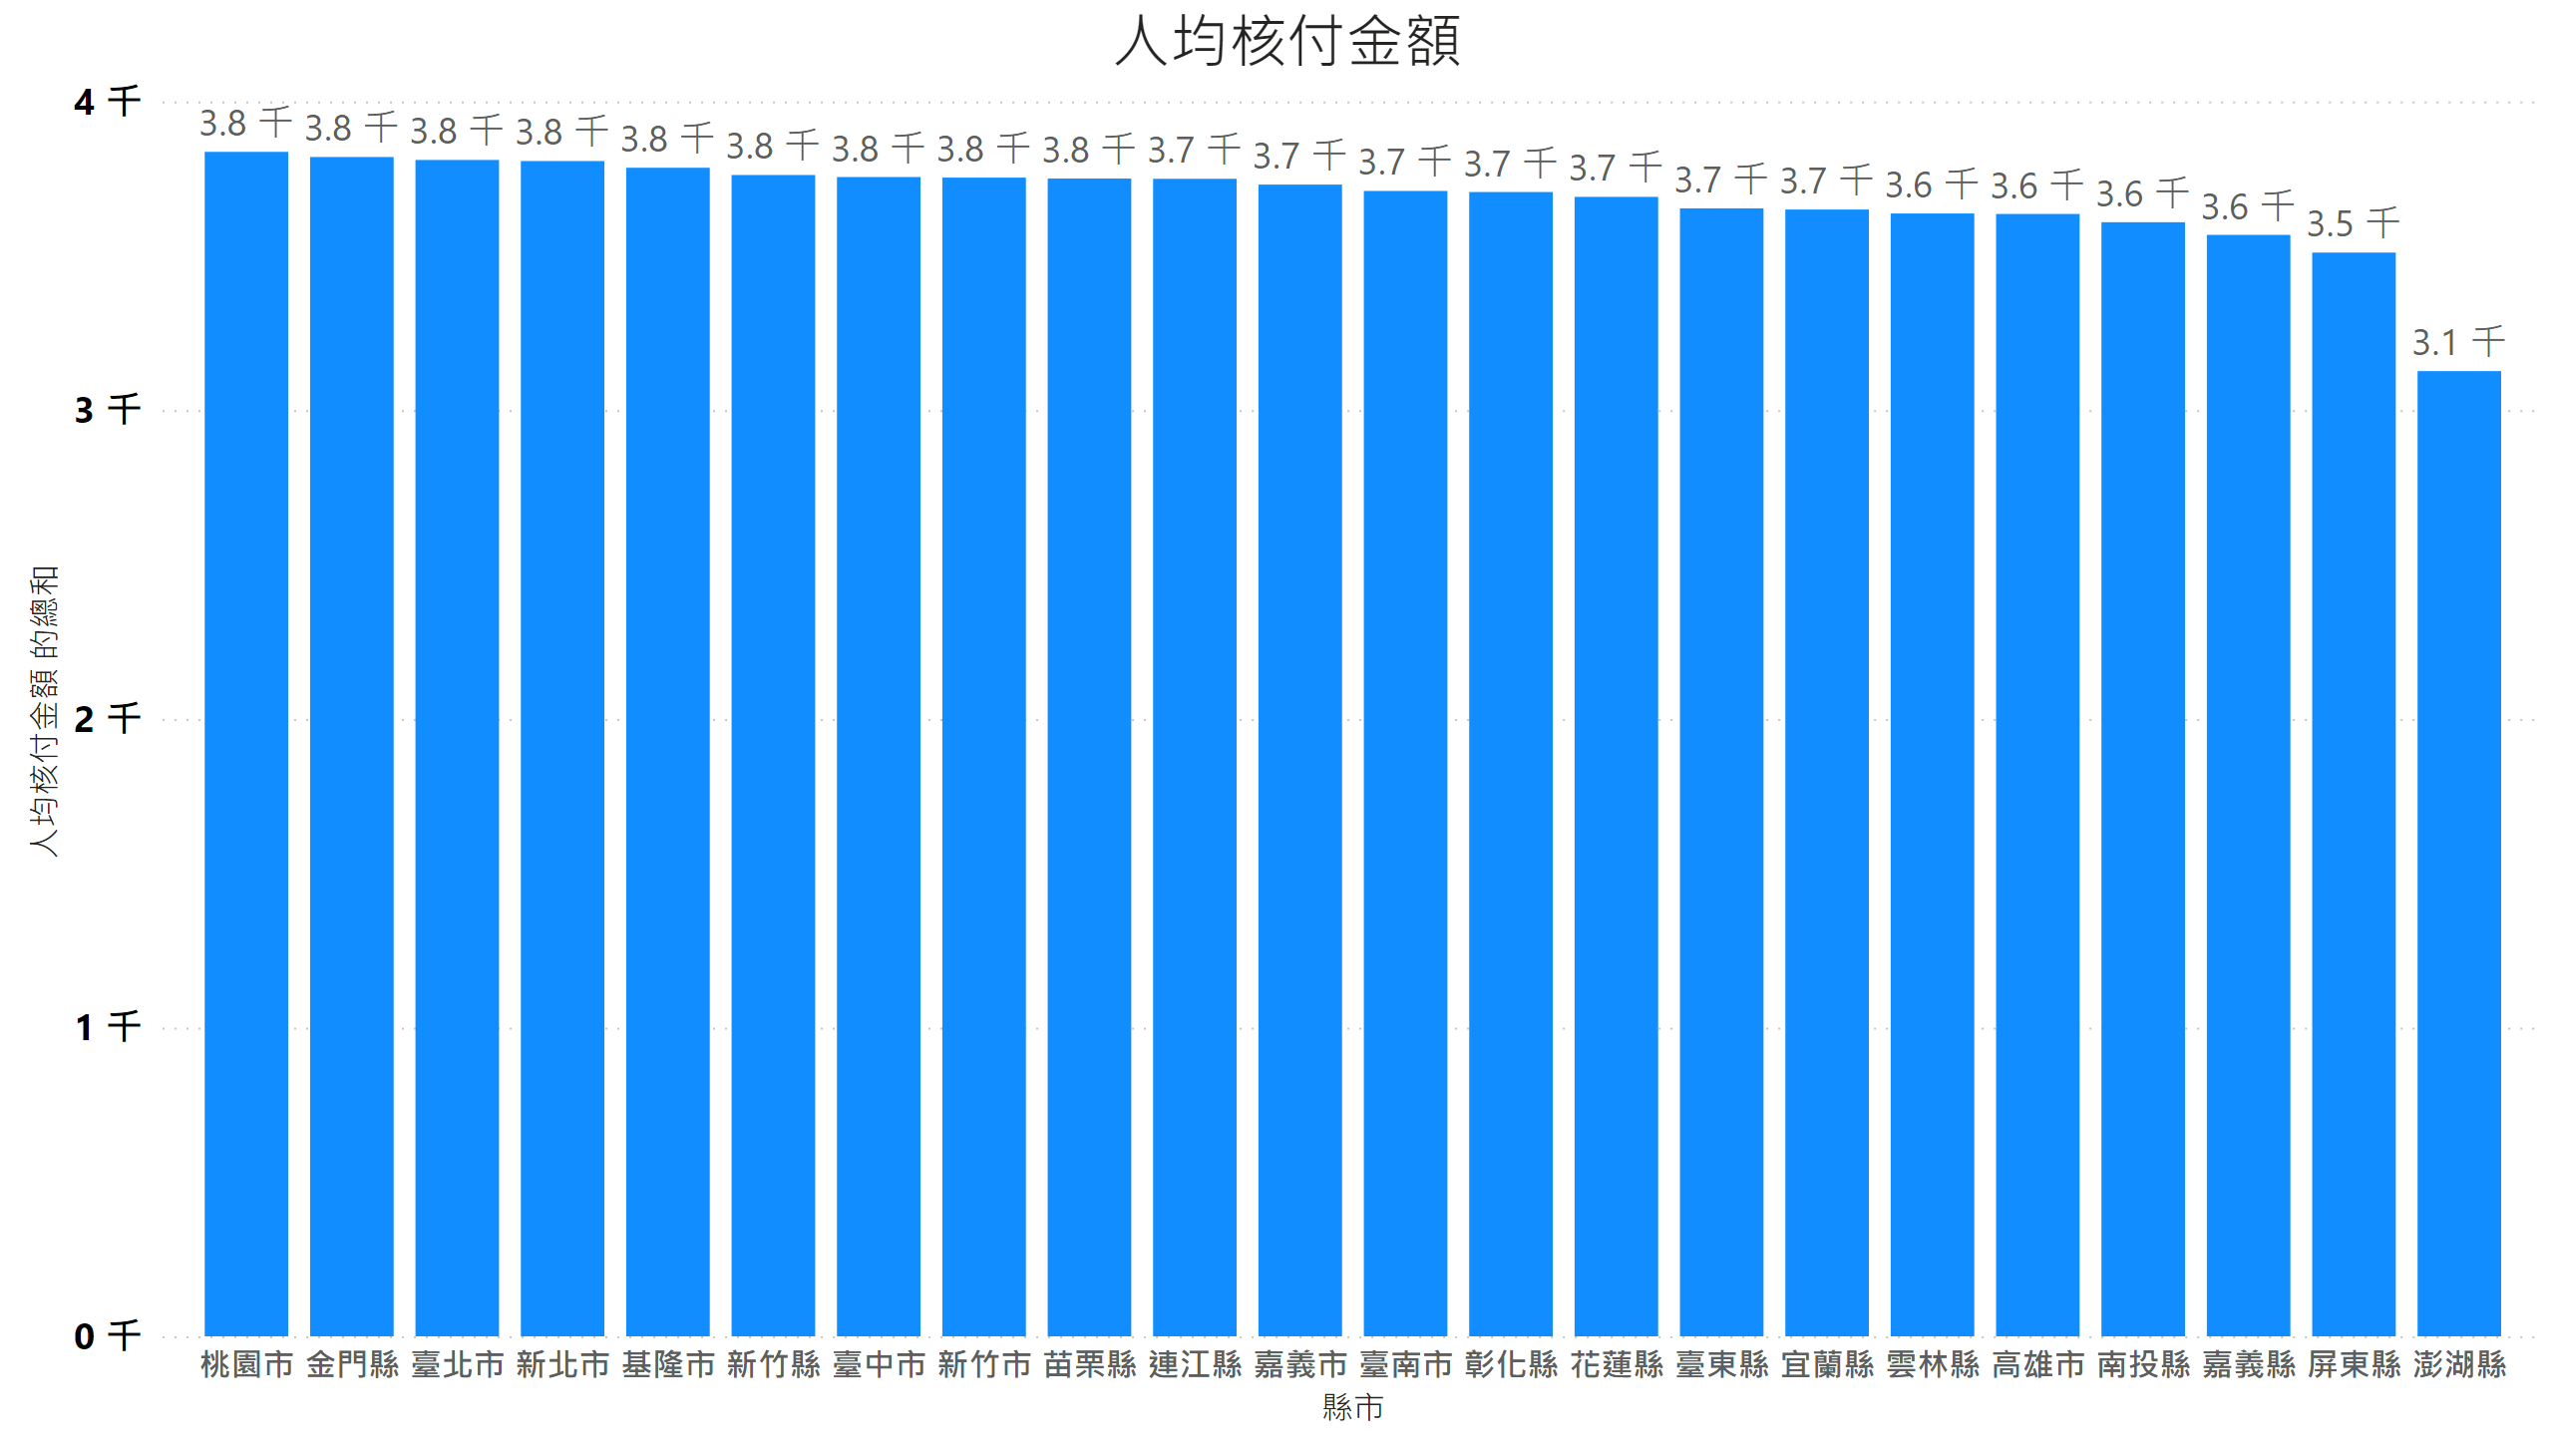 人均核付金額
人均核付金額 的總和
4 千
3 千
2 千
1 千
0 千
3.8 千 3.8 千 3.8 千 3.8 千 3.8 千 3.8 千 3.8 千 3.8 千 3.8 千 3.7 千 3.7 千 3.7 千 3.7 千 3.7 千 3.7 千 3.7 千 3.6 千 3.6 千 3.6 千 3.6 千 3.5 千 3.1 千
桃園市 金門縣 臺北市 新北市 基隆市 新竹縣 臺中市 新竹市 苗栗縣 連江縣 嘉義市 臺南市 彰化縣 花蓮縣 臺東縣 宜蘭縣 雲林縣 高雄市 南投縣 嘉義縣 屏東縣 澎湖縣
縣市